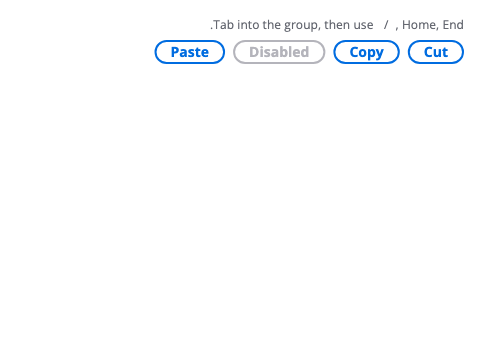 .Tab into the group, then use / , Home, End
Paste Disabled Copy Cut